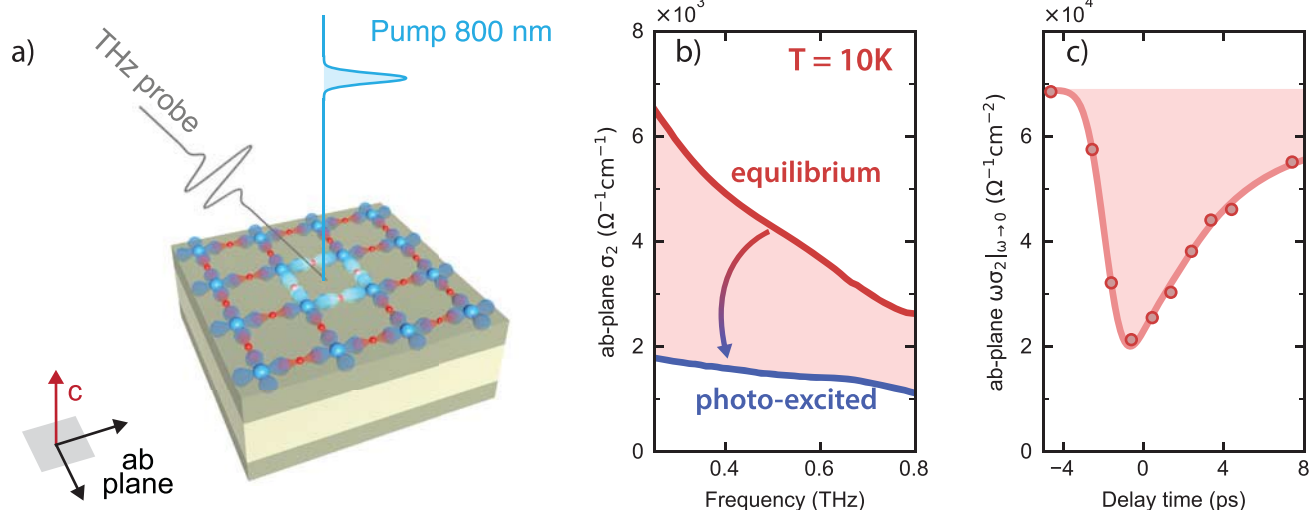 a)
Pump 800 nm
THz probe
c
ab
plane
×10³
b)
T = 10K
ab-plane σ₂ (Ω⁻¹cm⁻¹)
8
6
4
2
0
equilibrium
photo-excited
0.4
0.6
0.8
Frequency (THz)
×10⁴
c)
ab-plane ωσ₂|ω→0 (Ω⁻¹cm⁻²)
8
6
4
2
0
−4
0
4
8
Delay time (ps)